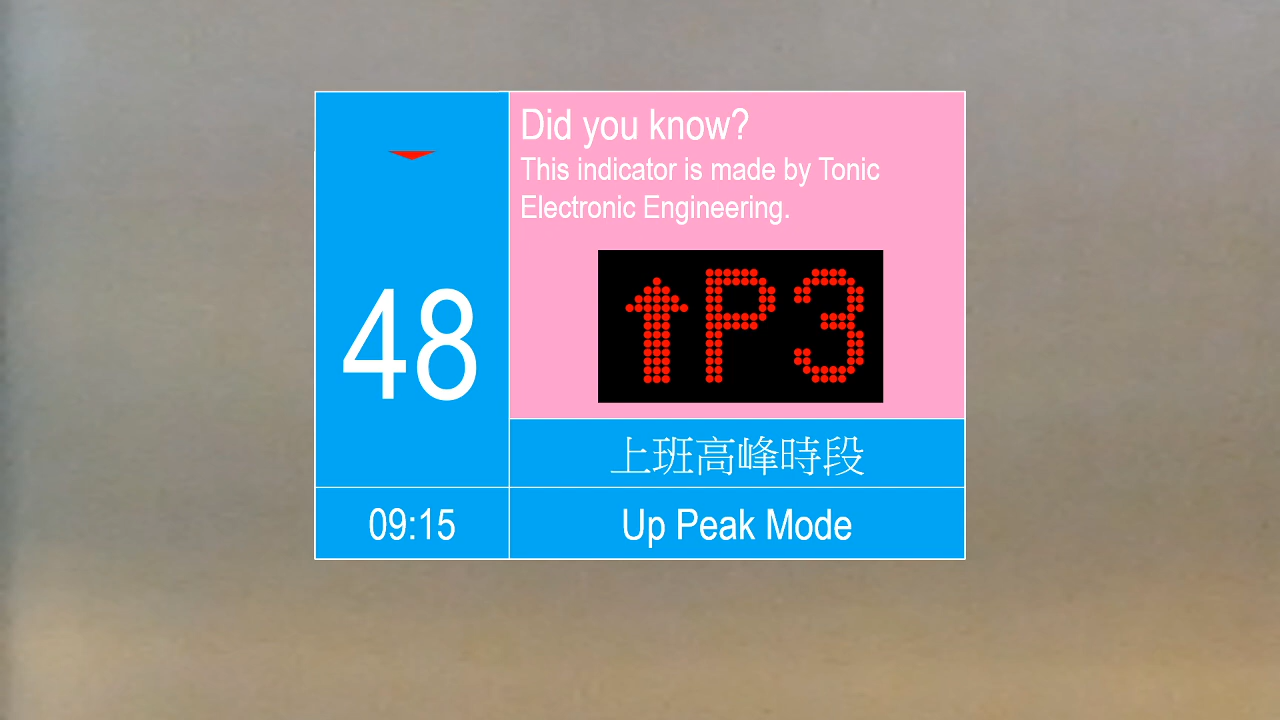 48
09:15
Did you know?
This indicator is made by Tonic
Electronic Engineering.
↑P3
上班高峰時段
Up Peak Mode